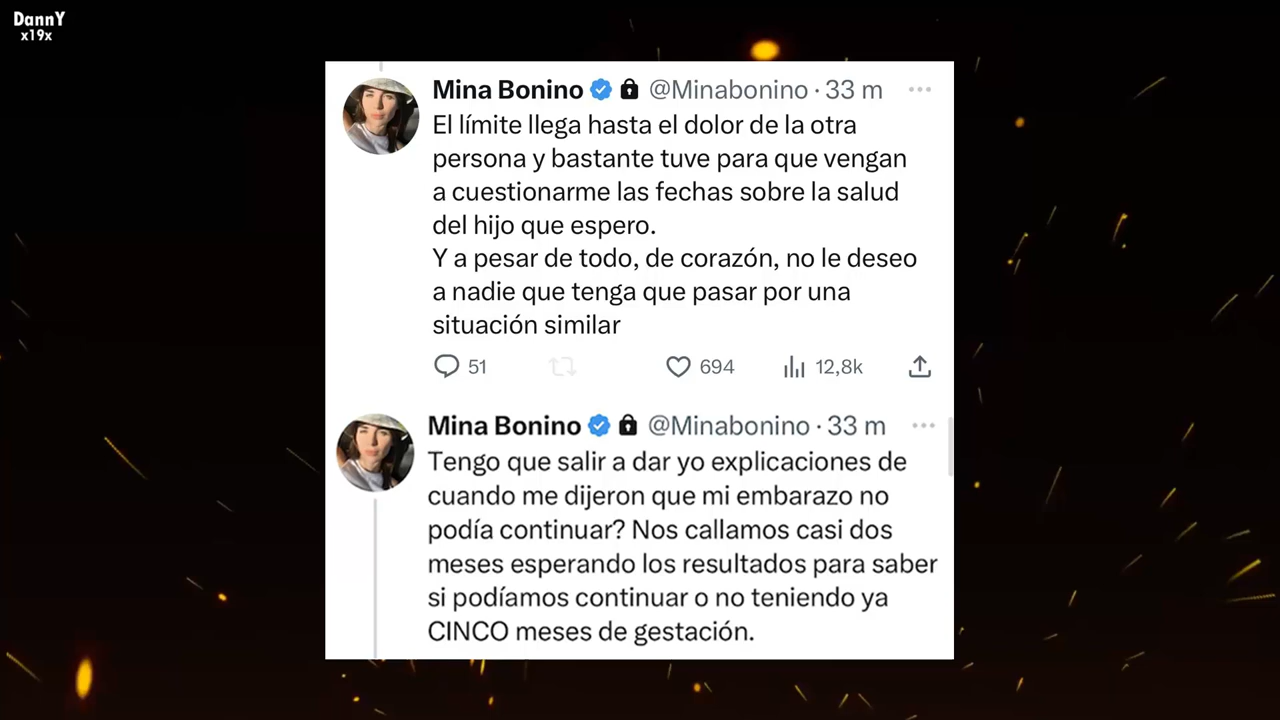 DannY
x19x
Mina Bonino @Minabonino · 33 m
El límite llega hasta el dolor de la otra
persona y bastante tuve para que vengan
a cuestionarme las fechas sobre la salud
del hijo que espero.
Y a pesar de todo, de corazón, no le deseo
a nadie que tenga que pasar por una
situación similar
51 694 12,8k
Mina Bonino @Minabonino · 33 m
Tengo que salir a dar yo explicaciones de
cuando me dijeron que mi embarazo no
podía continuar? Nos callamos casi dos
meses esperando los resultados para saber
si podíamos continuar o no teniendo ya
CINCO meses de gestación.